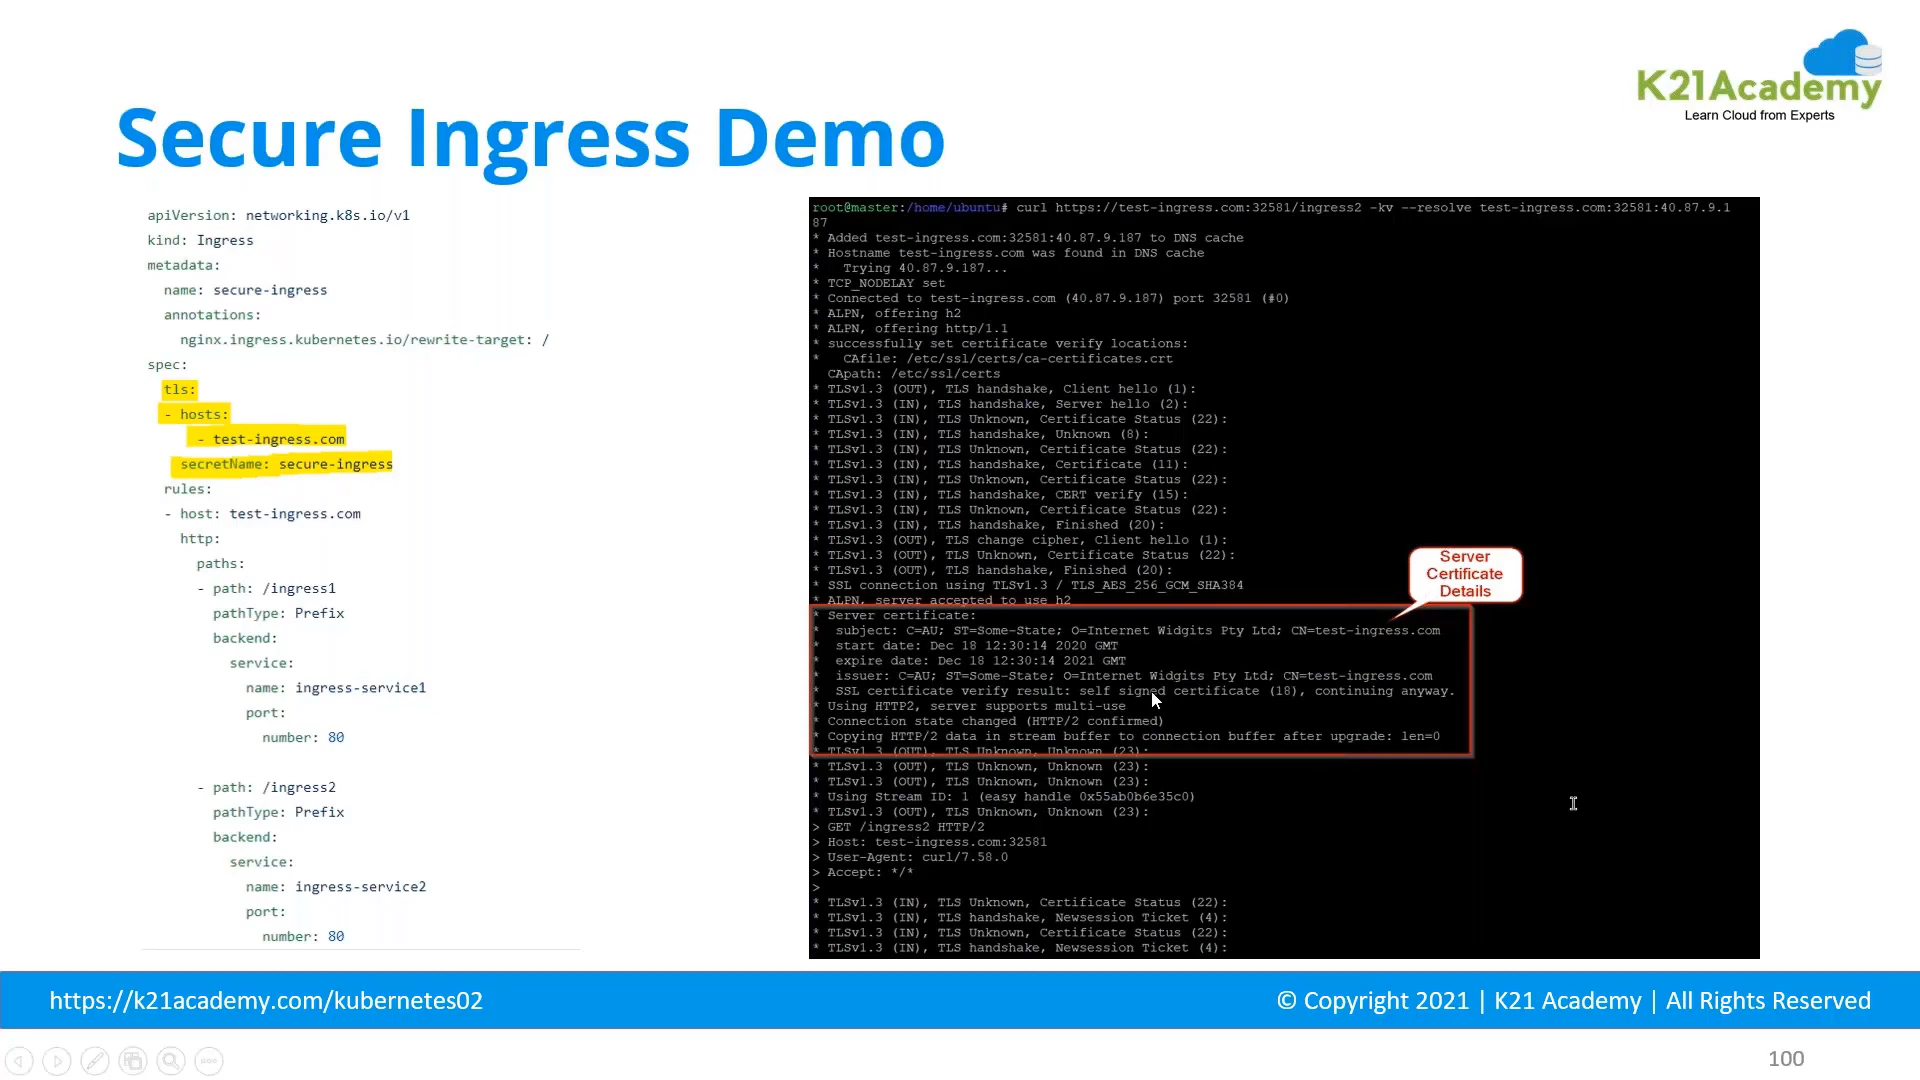 K21Academy
Learn Cloud from Experts
Secure Ingress Demo
apiVersion: networking.k8s.io/v1
kind: Ingress
metadata:
  name: secure-ingress
  annotations:
    nginx.ingress.kubernetes.io/rewrite-target: /
spec:
  tls:
  - hosts:
      - test-ingress.com
    secretName: secure-ingress
  rules:
  - host: test-ingress.com
    http:
      paths:
      - path: /ingress1
        pathType: Prefix
        backend:
          service:
            name: ingress-service1
            port:
              number: 80
      - path: /ingress2
        pathType: Prefix
        backend:
          service:
            name: ingress-service2
            port:
              number: 80
root@master:/home/ubuntu# curl https://test-ingress.com:32581/ingress2 -kv --resolve test-ingress.com:32581:40.87.9.1
87
* Added test-ingress.com:32581:40.87.9.187 to DNS cache
* Hostname test-ingress.com was found in DNS cache
*   Trying 40.87.9.187...
* TCP_NODELAY set
* Connected to test-ingress.com (40.87.9.187) port 32581 (#0)
* ALPN, offering h2
* ALPN, offering http/1.1
* successfully set certificate verify locations:
*   CAfile: /etc/ssl/certs/ca-certificates.crt
  CApath: /etc/ssl/certs
* TLSv1.3 (OUT), TLS handshake, Client hello (1):
* TLSv1.3 (IN), TLS handshake, Server hello (2):
* TLSv1.3 (IN), TLS Unknown, Certificate Status (22):
* TLSv1.3 (IN), TLS handshake, Unknown (8):
* TLSv1.3 (IN), TLS Unknown, Certificate Status (22):
* TLSv1.3 (IN), TLS handshake, Certificate (11):
* TLSv1.3 (IN), TLS Unknown, Certificate Status (22):
* TLSv1.3 (IN), TLS handshake, CERT verify (15):
* TLSv1.3 (IN), TLS Unknown, Certificate Status (22):
* TLSv1.3 (IN), TLS handshake, Finished (20):
* TLSv1.3 (OUT), TLS change cipher, Client hello (1):
* TLSv1.3 (OUT), TLS Unknown, Certificate Status (22):
* TLSv1.3 (OUT), TLS handshake, Finished (20):
* SSL connection using TLSv1.3 / TLS_AES_256_GCM_SHA384
* ALPN, server accepted to use h2
* Server certificate:
*  subject: C=AU; ST=Some-State; O=Internet Widgits Pty Ltd; CN=test-ingress.com
*  start date: Dec 18 12:30:14 2020 GMT
*  expire date: Dec 18 12:30:14 2021 GMT
*  issuer: C=AU; ST=Some-State; O=Internet Widgits Pty Ltd; CN=test-ingress.com
*  SSL certificate verify result: self signed certificate (18), continuing anyway.
* Using HTTP2, server supports multi-use
* Connection state changed (HTTP/2 confirmed)
* Copying HTTP/2 data in stream buffer to connection buffer after upgrade: len=0
* TLSv1.3 (OUT), TLS Unknown, Unknown (23):
* TLSv1.3 (OUT), TLS Unknown, Unknown (23):
* TLSv1.3 (OUT), TLS Unknown, Unknown (23):
* Using Stream ID: 1 (easy handle 0x55ab0b6e35c0)
* TLSv1.3 (OUT), TLS Unknown, Unknown (23):
> GET /ingress2 HTTP/2
> Host: test-ingress.com:32581
> User-Agent: curl/7.58.0
> Accept: */*
>
* TLSv1.3 (IN), TLS Unknown, Certificate Status (22):
* TLSv1.3 (IN), TLS handshake, Newsession Ticket (4):
* TLSv1.3 (IN), TLS Unknown, Certificate Status (22):
* TLSv1.3 (IN), TLS handshake, Newsession Ticket (4):
Server
Certificate
Details
https://k21academy.com/kubernetes02
© Copyright 2021 | K21 Academy | All Rights Reserved
100